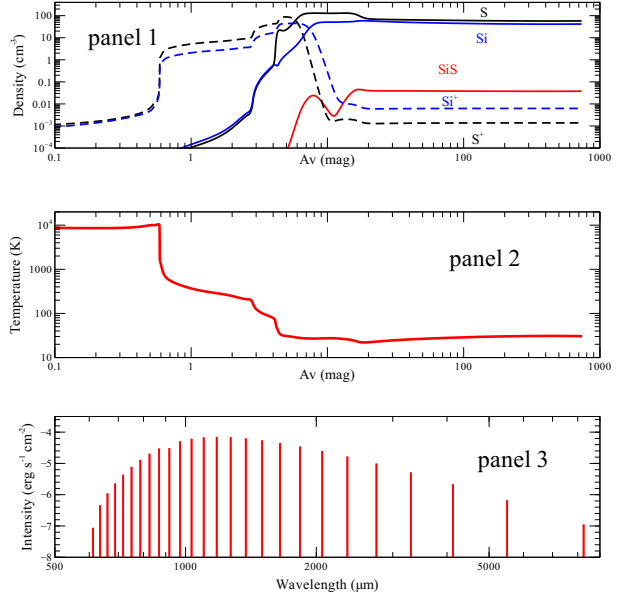 panel 1
Density (cm⁻³)
100
10
1
0.1
0.01
10⁻³
10⁻⁴
S
Si
SiS
Si⁺
S⁺
0.1
1
10
100
1000
Av (mag)
panel 2
Temperature (K)
10⁴
1000
100
10
0.1
1
10
100
1000
Av (mag)
panel 3
Intensity (erg s⁻¹ cm⁻²)
-4
-5
-6
-7
-8
500
1000
2000
5000
Wavelength (μm)